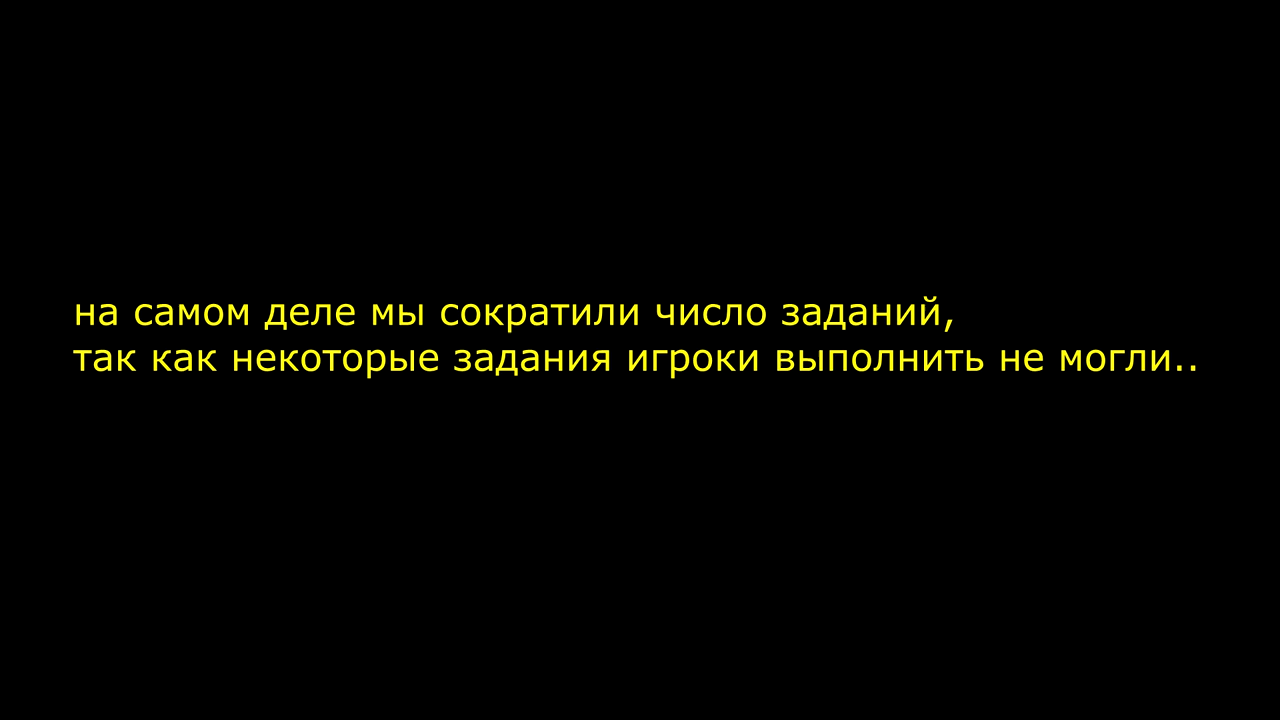 на самом деле мы сократили число заданий,
так как некоторые задания игроки выполнить не могли..